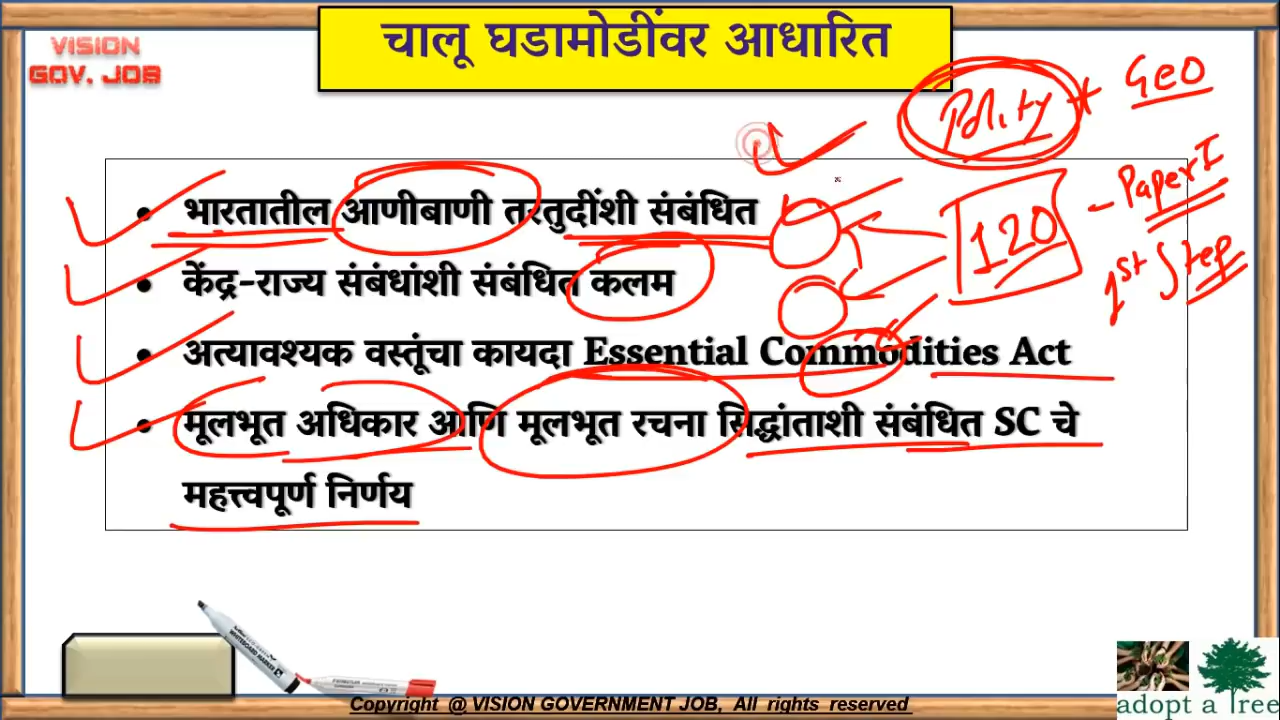 चालू घडामोडींवर आधारित
VISION
GOV. JOB
Polity * Geo
• भारतातील आणीबाणी तरतुदींशी संबंधित
120 - Paper I
1st Step
• केंद्र-राज्य संबंधांशी संबंधित कलम
• अत्यावश्यक वस्तूंचा कायदा Essential Commodities Act
• मूलभूत अधिकार आणि मूलभूत रचना सिद्धांताशी संबंधित SC चे
महत्त्वपूर्ण निर्णय
WHITEBOARD MARKER
Copyright @ VISION GOVERNMENT JOB, All rights reserved
adopt a Tree